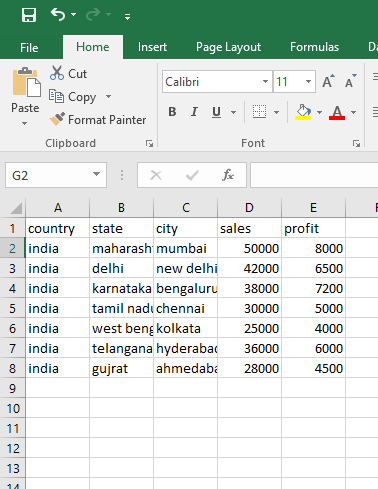 File Home Insert Page Layout Formulas
Cut
Copy
Paste
Format Painter
Clipboard
Calibri 11 A A
B I U A
Font
G2 fx
A B C D E
1 country state city sales profit
2 india maharash mumbai 50000 8000
3 india delhi new delhi 42000 6500
4 india karnataka bengaluru 38000 7200
5 india tamil nadu chennai 30000 5000
6 india west beng kolkata 25000 4000
7 india telangana hyderabad 36000 6000
8 india gujrat ahmedaba 28000 4500
9
10
11
12
13
14